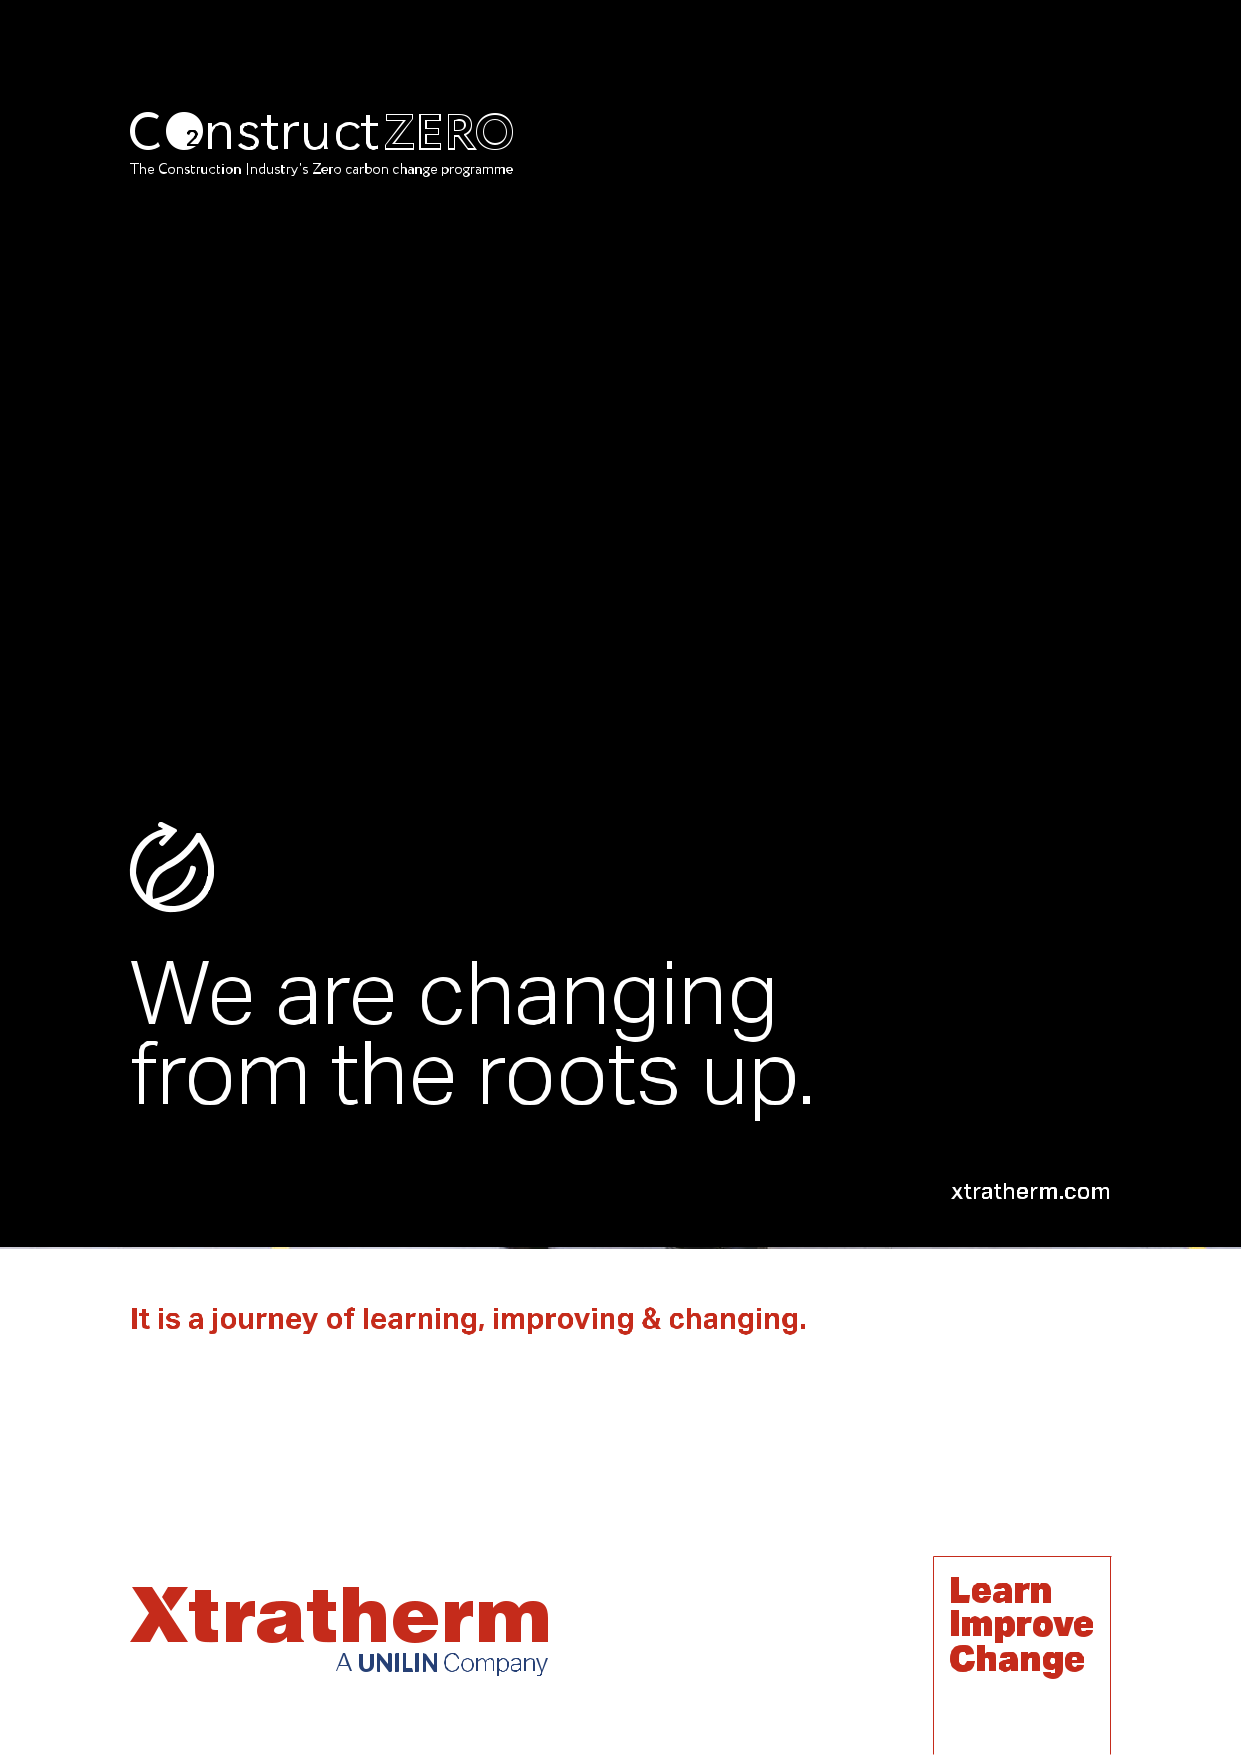 CO2nstructZERO
The Construction Industry's Zero carbon change programme
We are changing
from the roots up.
xtratherm.com
It is a journey of learning, improving & changing.
Xtratherm
A UNILIN Company
Learn
Improve
Change